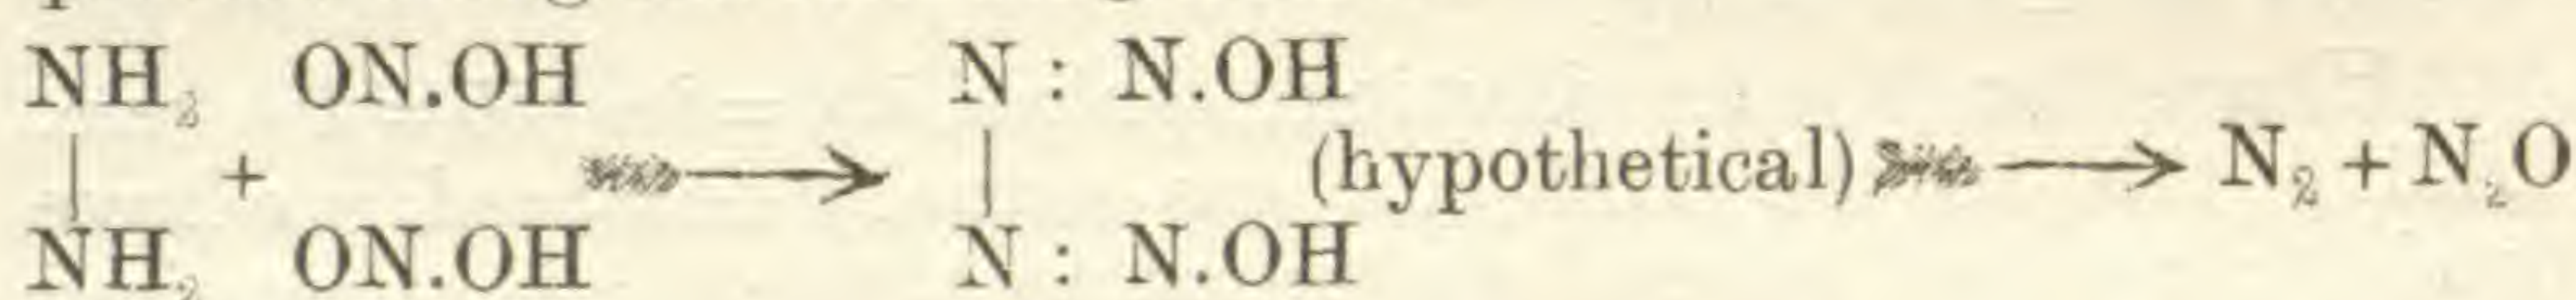 NH₂ ON.OH N : N.OH
| + ⟶ | (hypothetical) ⟶ N₂ + N₂O
NH₂ ON.OH N : N.OH